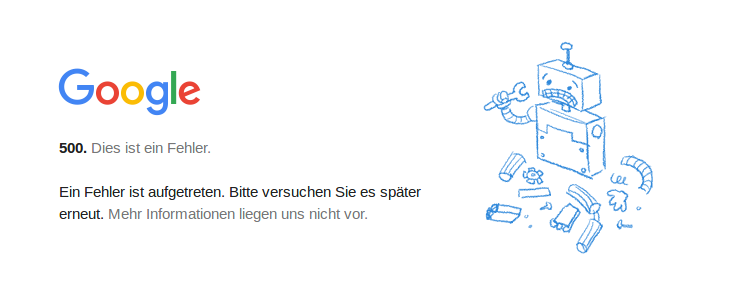 Google
500. Dies ist ein Fehler.
Ein Fehler ist aufgetreten. Bitte versuchen Sie es später
erneut. Mehr Informationen liegen uns nicht vor.